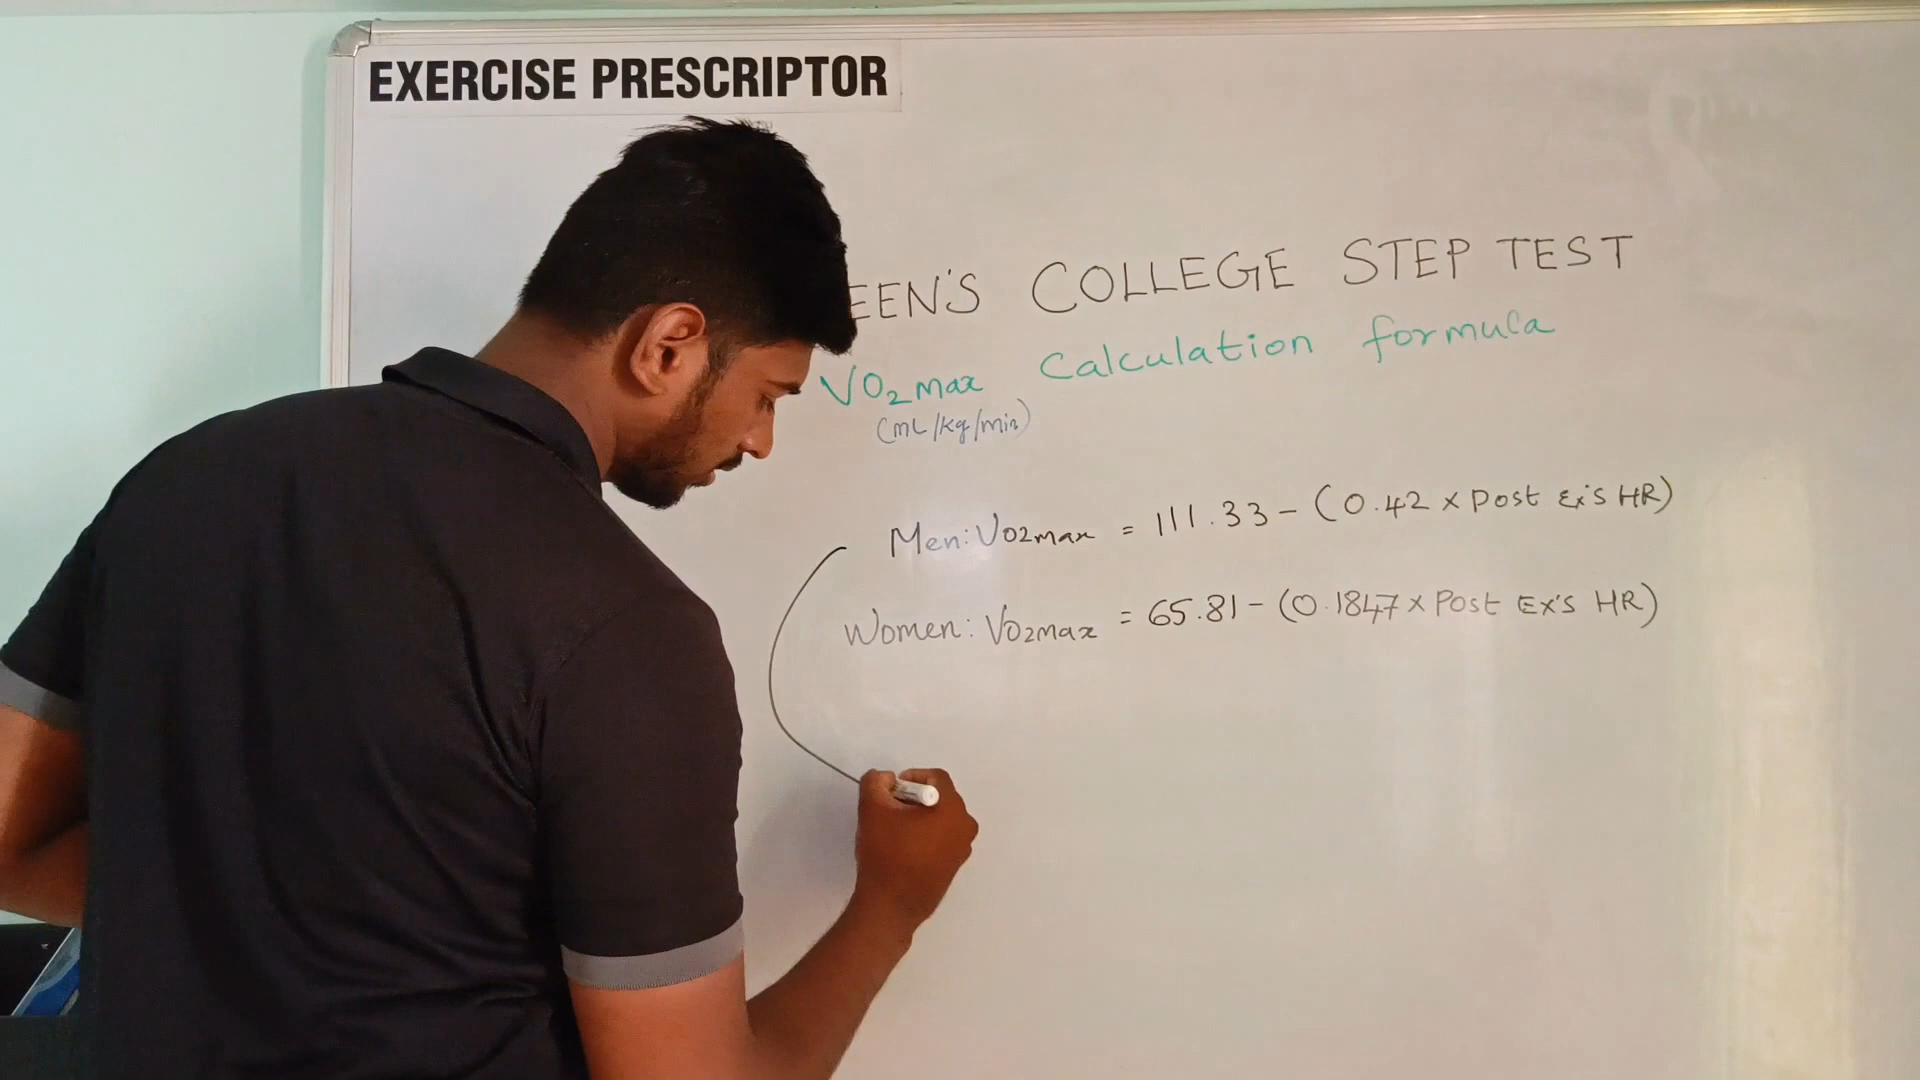 EXERCISE PRESCRIPTOR
EEN'S COLLEGE STEP TEST
VO2max Calculation formula
(mL/kg/min)
Men: VO2max = 111.33 - (0.42 x Post Ex's HR)
Women: VO2max = 65.81 - (0.1847 x Post Ex's HR)